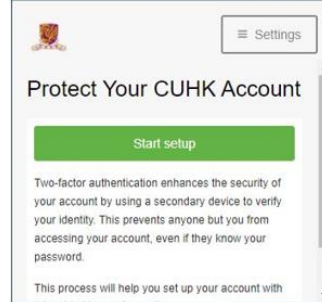 ≡ Settings
Protect Your CUHK Account
Start setup
Two-factor authentication enhances the security of
your account by using a secondary device to verify
your identity. This prevents anyone but you from
accessing your account, even if they know your
password.
This process will help you set up your account with